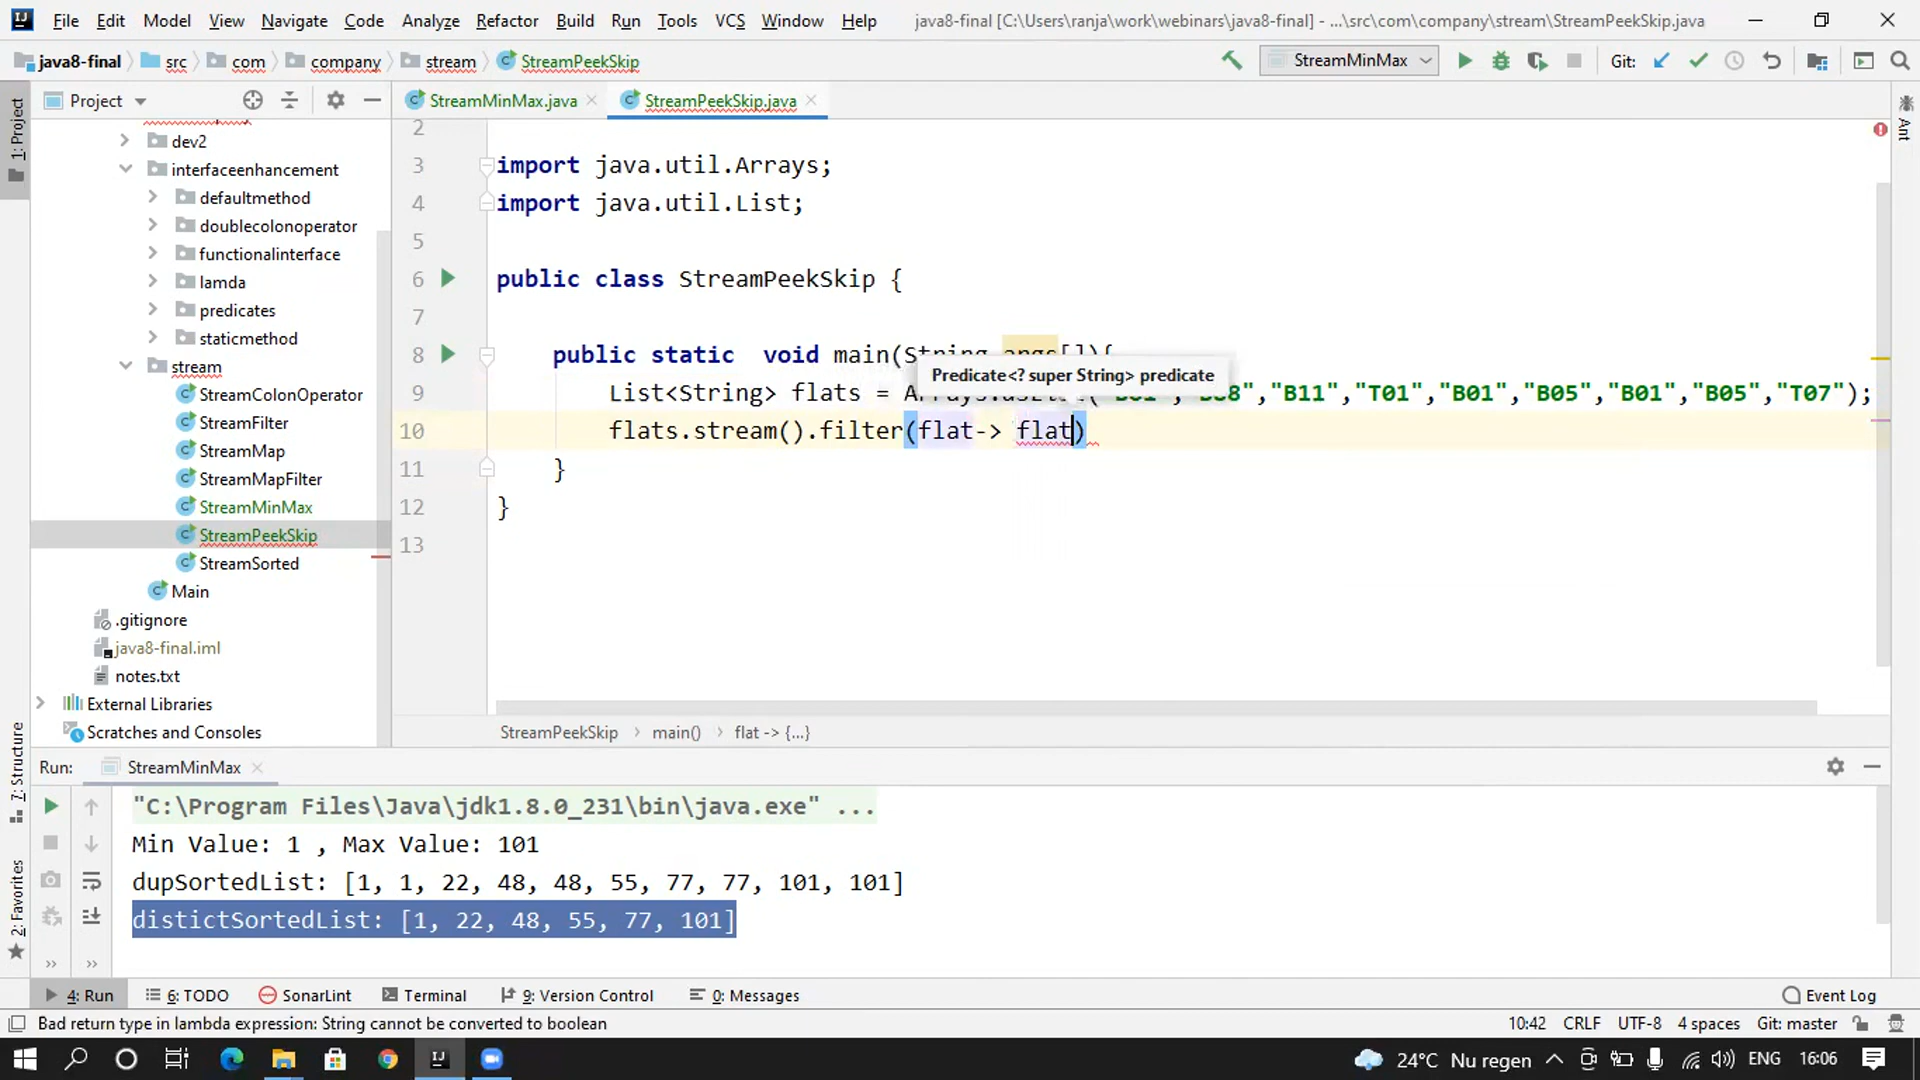 File Edit Model View Navigate Code Analyze Refactor Build Run Tools VCS Window Help java8-final [C:\Users\ranja\work\webinars\java8-final] - ...\src\com\company\stream\StreamPeekSkip.java
java8-final src com company stream StreamPeekSkip StreamMinMax Git:
1: Project
Project
StreamMinMax.java StreamPeekSkip.java
Ant
dev2
interfaceenhancement
defaultmethod
doublecolonoperator
functionalinterface
lamda
predicates
staticmethod
stream
StreamColonOperator
StreamFilter
StreamMap
StreamMapFilter
StreamMinMax
StreamPeekSkip
StreamSorted
Main
.gitignore
java8-final.iml
notes.txt
External Libraries
Scratches and Consoles
2
3 import java.util.Arrays;
4 import java.util.List;
5
6 public class StreamPeekSkip {
7
8 public static void main(String args[]){
Predicate<? super String> predicate
9 List<String> flats = "B11","T01","B01","B05","B01","B05","T07");
10 flats.stream().filter(flat-> flat)
11 }
12 }
13
StreamPeekSkip main() flat -> {...}
7: Structure
2: Favorites
Run: StreamMinMax
"C:\Program Files\Java\jdk1.8.0_231\bin\java.exe" ...
Min Value: 1 , Max Value: 101
dupSortedList: [1, 1, 22, 48, 48, 55, 77, 77, 101, 101]
distictSortedList: [1, 22, 48, 55, 77, 101]
4: Run 6: TODO SonarLint Terminal 9: Version Control 0: Messages Event Log
Bad return type in lambda expression: String cannot be converted to boolean 10:42 CRLF UTF-8 4 spaces Git: master
24°C Nu regen ENG 16:06